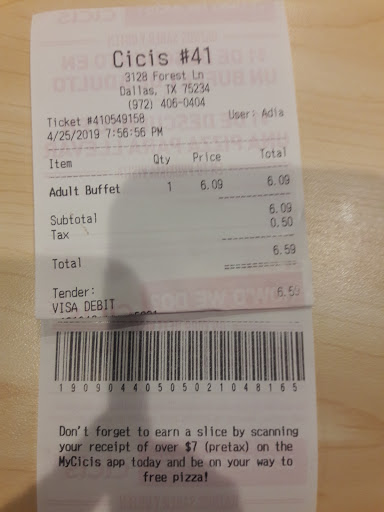 Cicis #41
3128 Forest Ln
Dallas, TX 75234
(972) 406-0404
Ticket #410549158 User: Adia
4/25/2019 7:56:56 PM
Item Qty Price Total
Adult Buffet 1 6.09 6.09
Subtotal 6.09
Tax 0.50
Total 6.59
Tender:
VISA DEBIT 6.59
19090440505021048165
Don't forget to earn a slice by scanning
your receipt of over $7 (pretax) on the
MyCicis app today and be on your way to
free pizza!